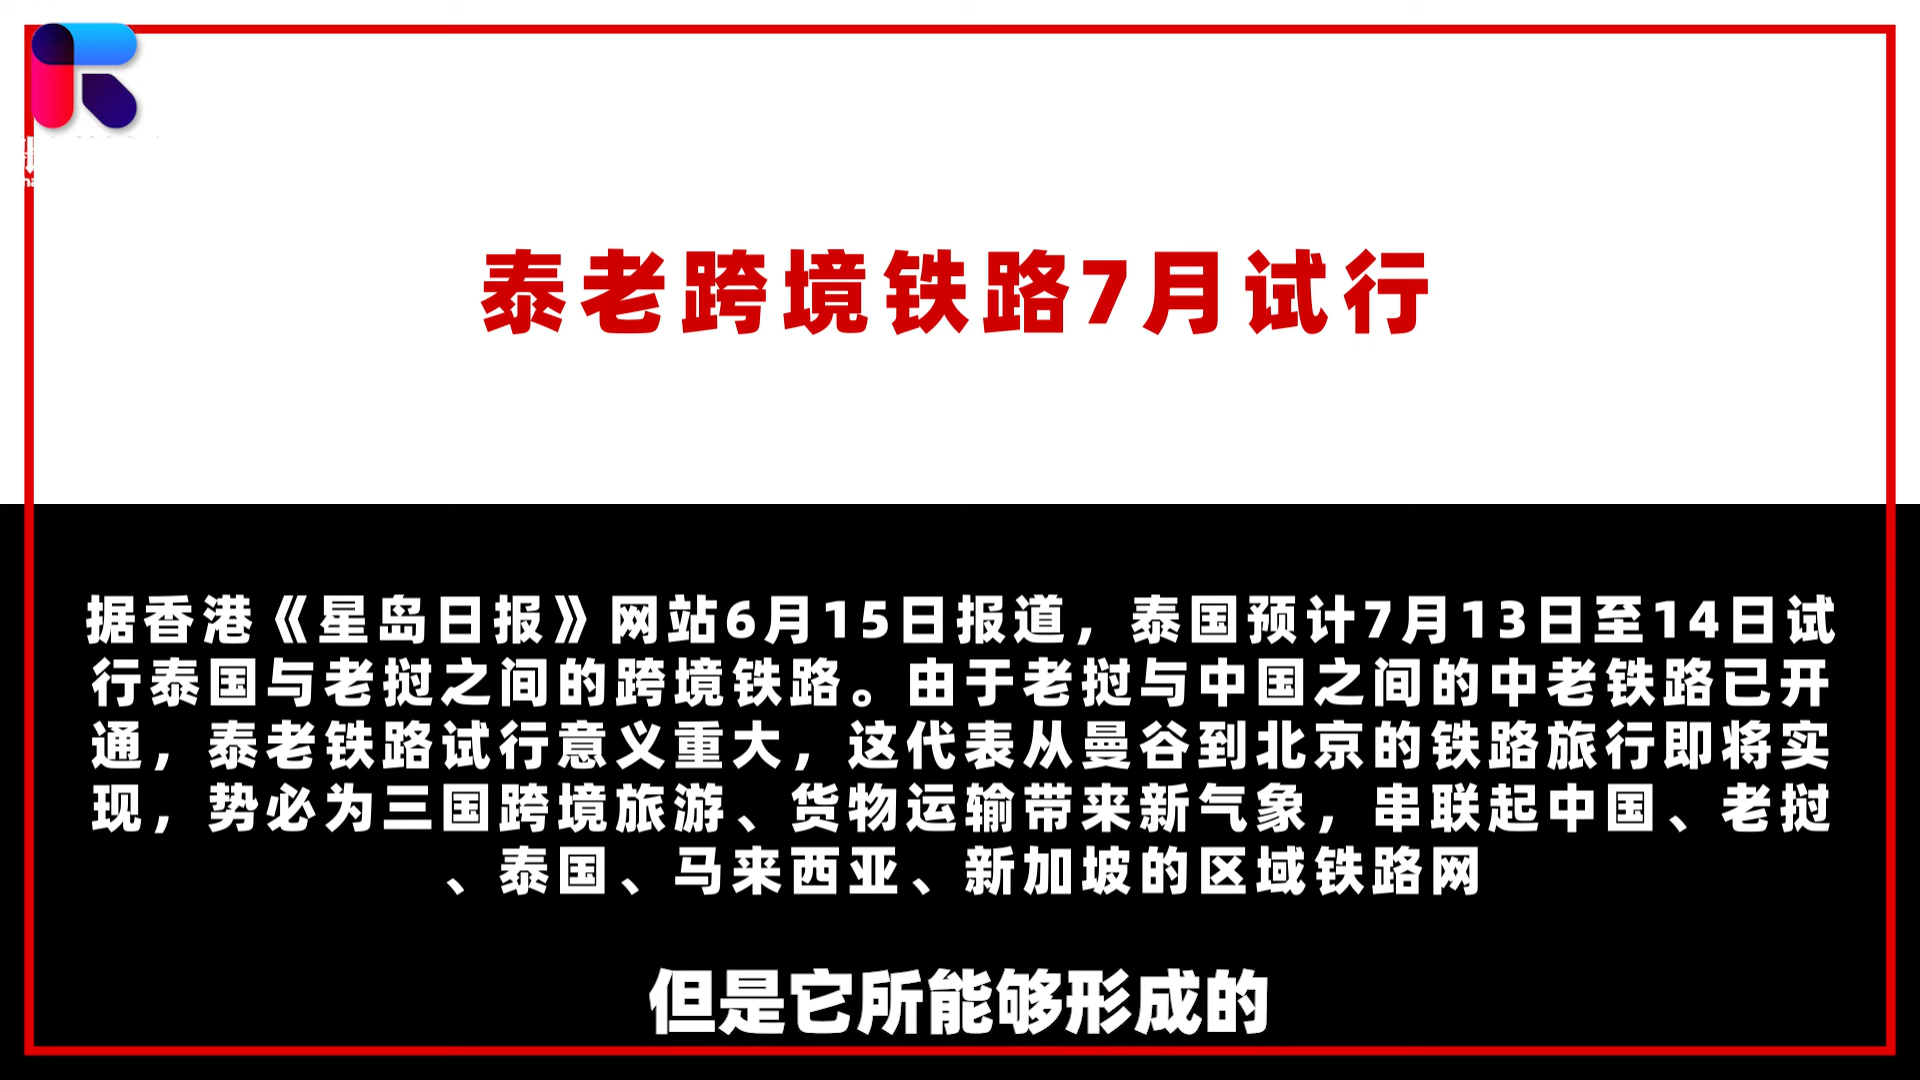 泰老跨境铁路7月试行
据香港《星岛日报》网站6月15日报道，泰国预计7月13日至14日试
行泰国与老挝之间的跨境铁路。由于老挝与中国之间的中老铁路已开
通，泰老铁路试行意义重大，这代表从曼谷到北京的铁路旅行即将实
现，势必为三国跨境旅游、货物运输带来新气象，串联起中国、老挝
、泰国、马来西亚、新加坡的区域铁路网
但是它所能够形成的